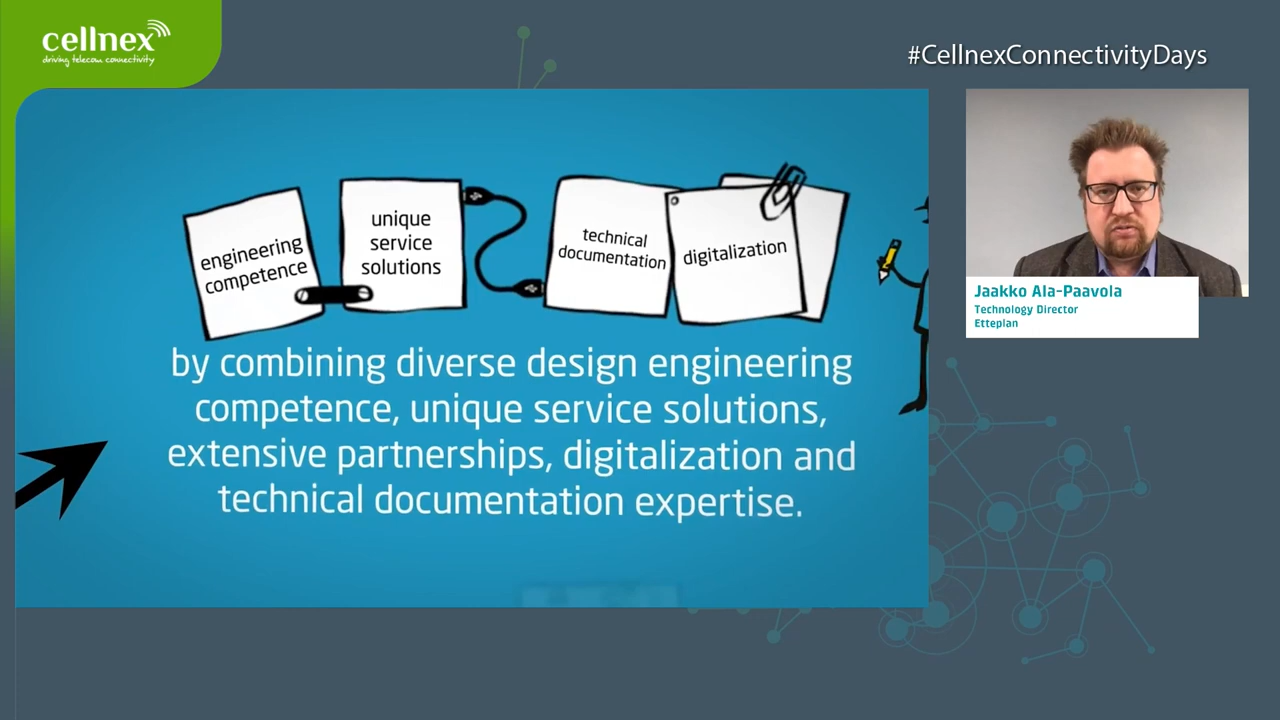 cellnex
driving telecom connectivity
#CellnexConnectivityDays
engineering
competence
unique
service
solutions
technical
documentation
digitalization
by combining diverse design engineering
competence, unique service solutions,
extensive partnerships, digitalization and
technical documentation expertise.
Jaakko Ala-Paavola
Technology Director
Etteplan